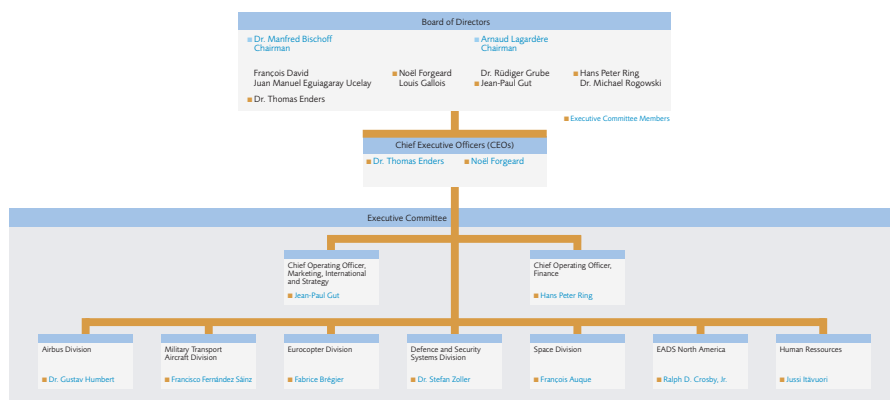 Board of Directors
Dr. Manfred Bischoff
Chairman
Arnaud Lagardère
Chairman
François David
Juan Manuel Eguiagaray Ucelay
Noël Forgeard
Louis Gallois
Dr. Rüdiger Grube
Jean-Paul Gut
Hans Peter Ring
Dr. Michael Rogowski
Dr. Thomas Enders
Executive Committee Members
Chief Executive Officers (CEOs)
Dr. Thomas Enders
Noël Forgeard
Executive Committee
Chief Operating Officer,
Marketing, International
and Strategy
Jean-Paul Gut
Chief Operating Officer,
Finance
Hans Peter Ring
Airbus Division
Dr. Gustav Humbert
Military Transport
Aircraft Division
Francisco Fernández Sáinz
Eurocopter Division
Fabrice Brégier
Defence and Security
Systems Division
Dr. Stefan Zoller
Space Division
François Auque
EADS North America
Ralph D. Crosby, Jr.
Human Ressources
Jussi Itävuori